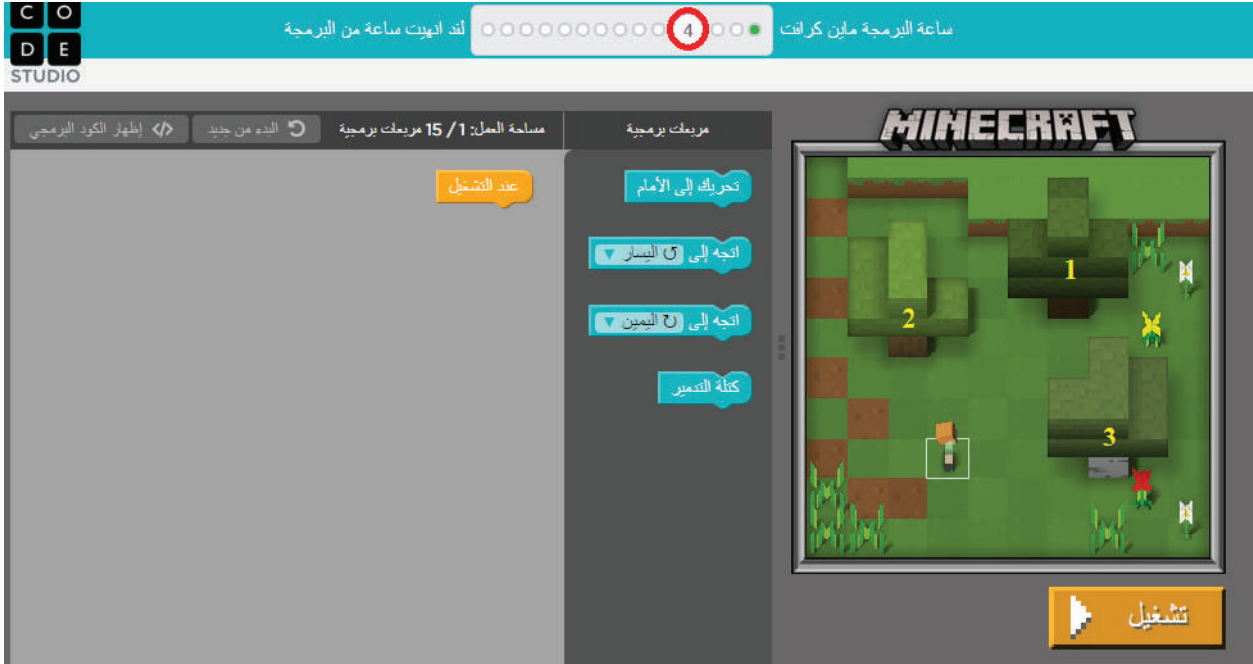 C O
D E
STUDIO
ساعة البرمجة ماين كرافت
4
لقد انهيت ساعة من البرمجة
MINECRAFT
مربعات برمجية
مساحة العمل: 1 / 15 مربعات برمجية
البدء من جديد
</> إظهار الكود البرمجي
تحريك إلى الأمام
اتجه إلى ↺ اليسار ▼
اتجه إلى ↻ اليمين ▼
كتلة التدمير
عند التشغيل
1
2
3
تشغيل